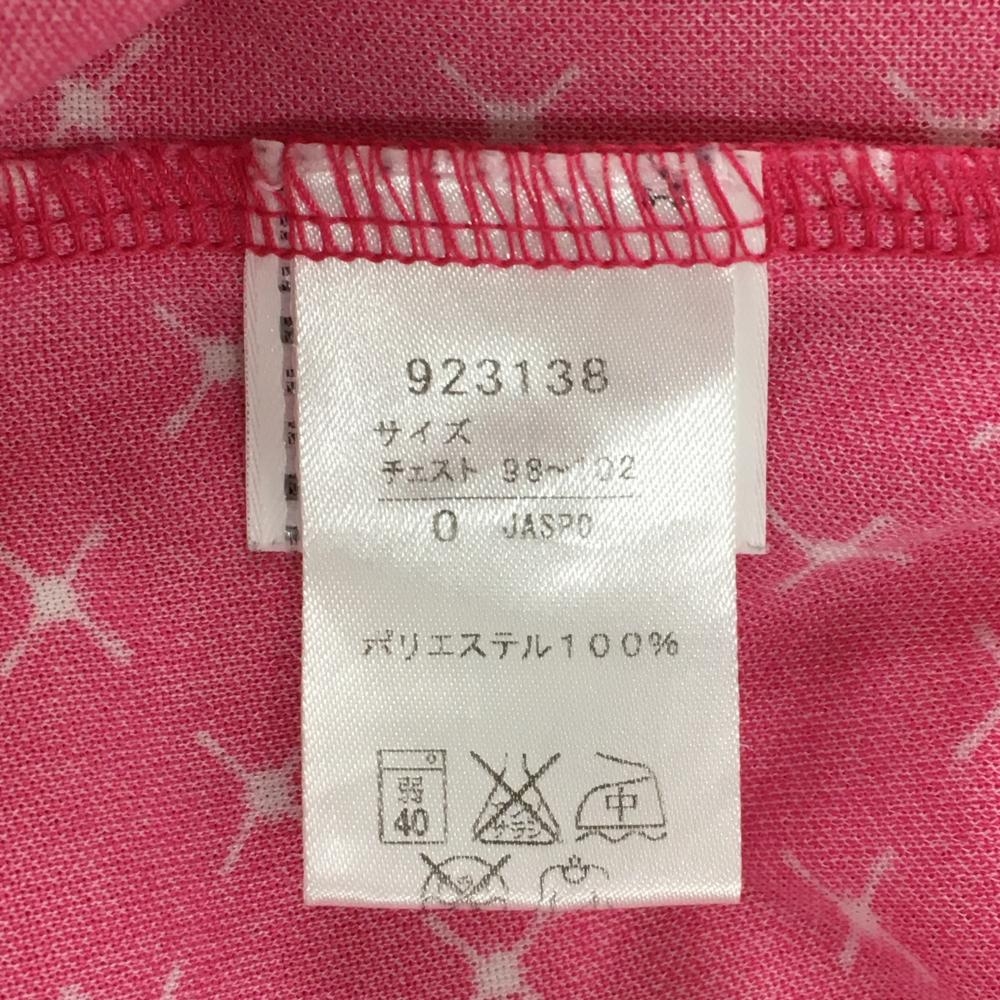 923138
サイズ
チェスト 98～102
O JASPO
ポリエステル100%
弱 中
40